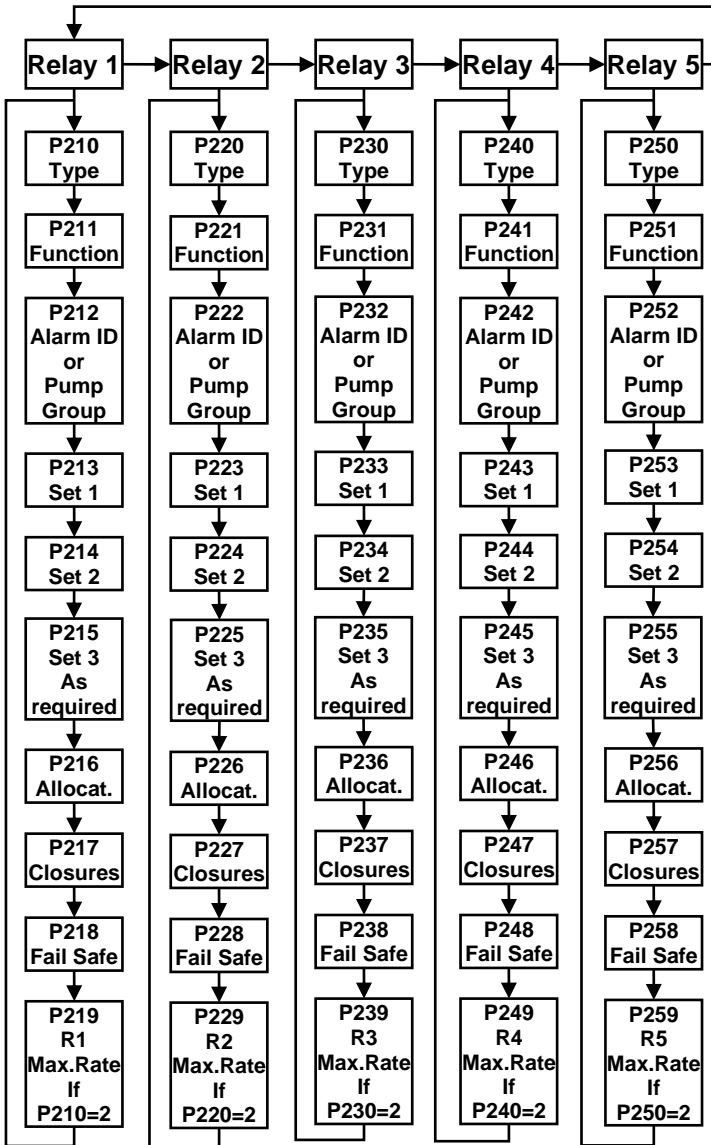 Relay 1
Relay 2
Relay 3
Relay 4
Relay 5
P210
Type
P211
Function
P212
Alarm ID
or
Pump
Group
P213
Set 1
P214
Set 2
P215
Set 3
As
required
P216
Allocat.
P217
Closures
P218
Fail Safe
P219
R1
Max.Rate
If
P210=2
P220
Type
P221
Function
P222
Alarm ID
or
Pump
Group
P223
Set 1
P224
Set 2
P225
Set 3
As
required
P226
Allocat.
P227
Closures
P228
Fail Safe
P229
R2
Max.Rate
If
P220=2
P230
Type
P231
Function
P232
Alarm ID
or
Pump
Group
P233
Set 1
P234
Set 2
P235
Set 3
As
required
P236
Allocat.
P237
Closures
P238
Fail Safe
P239
R3
Max.Rate
If
P230=2
P240
Type
P241
Function
P242
Alarm ID
or
Pump
Group
P243
Set 1
P244
Set 2
P245
Set 3
As
required
P246
Allocat.
P247
Closures
P248
Fail Safe
P249
R4
Max.Rate
If
P240=2
P250
Type
P251
Function
P252
Alarm ID
or
Pump
Group
P253
Set 1
P254
Set 2
P255
Set 3
As
required
P256
Allocat.
P257
Closures
P258
Fail Safe
P259
R5
Max.Rate
If
P250=2